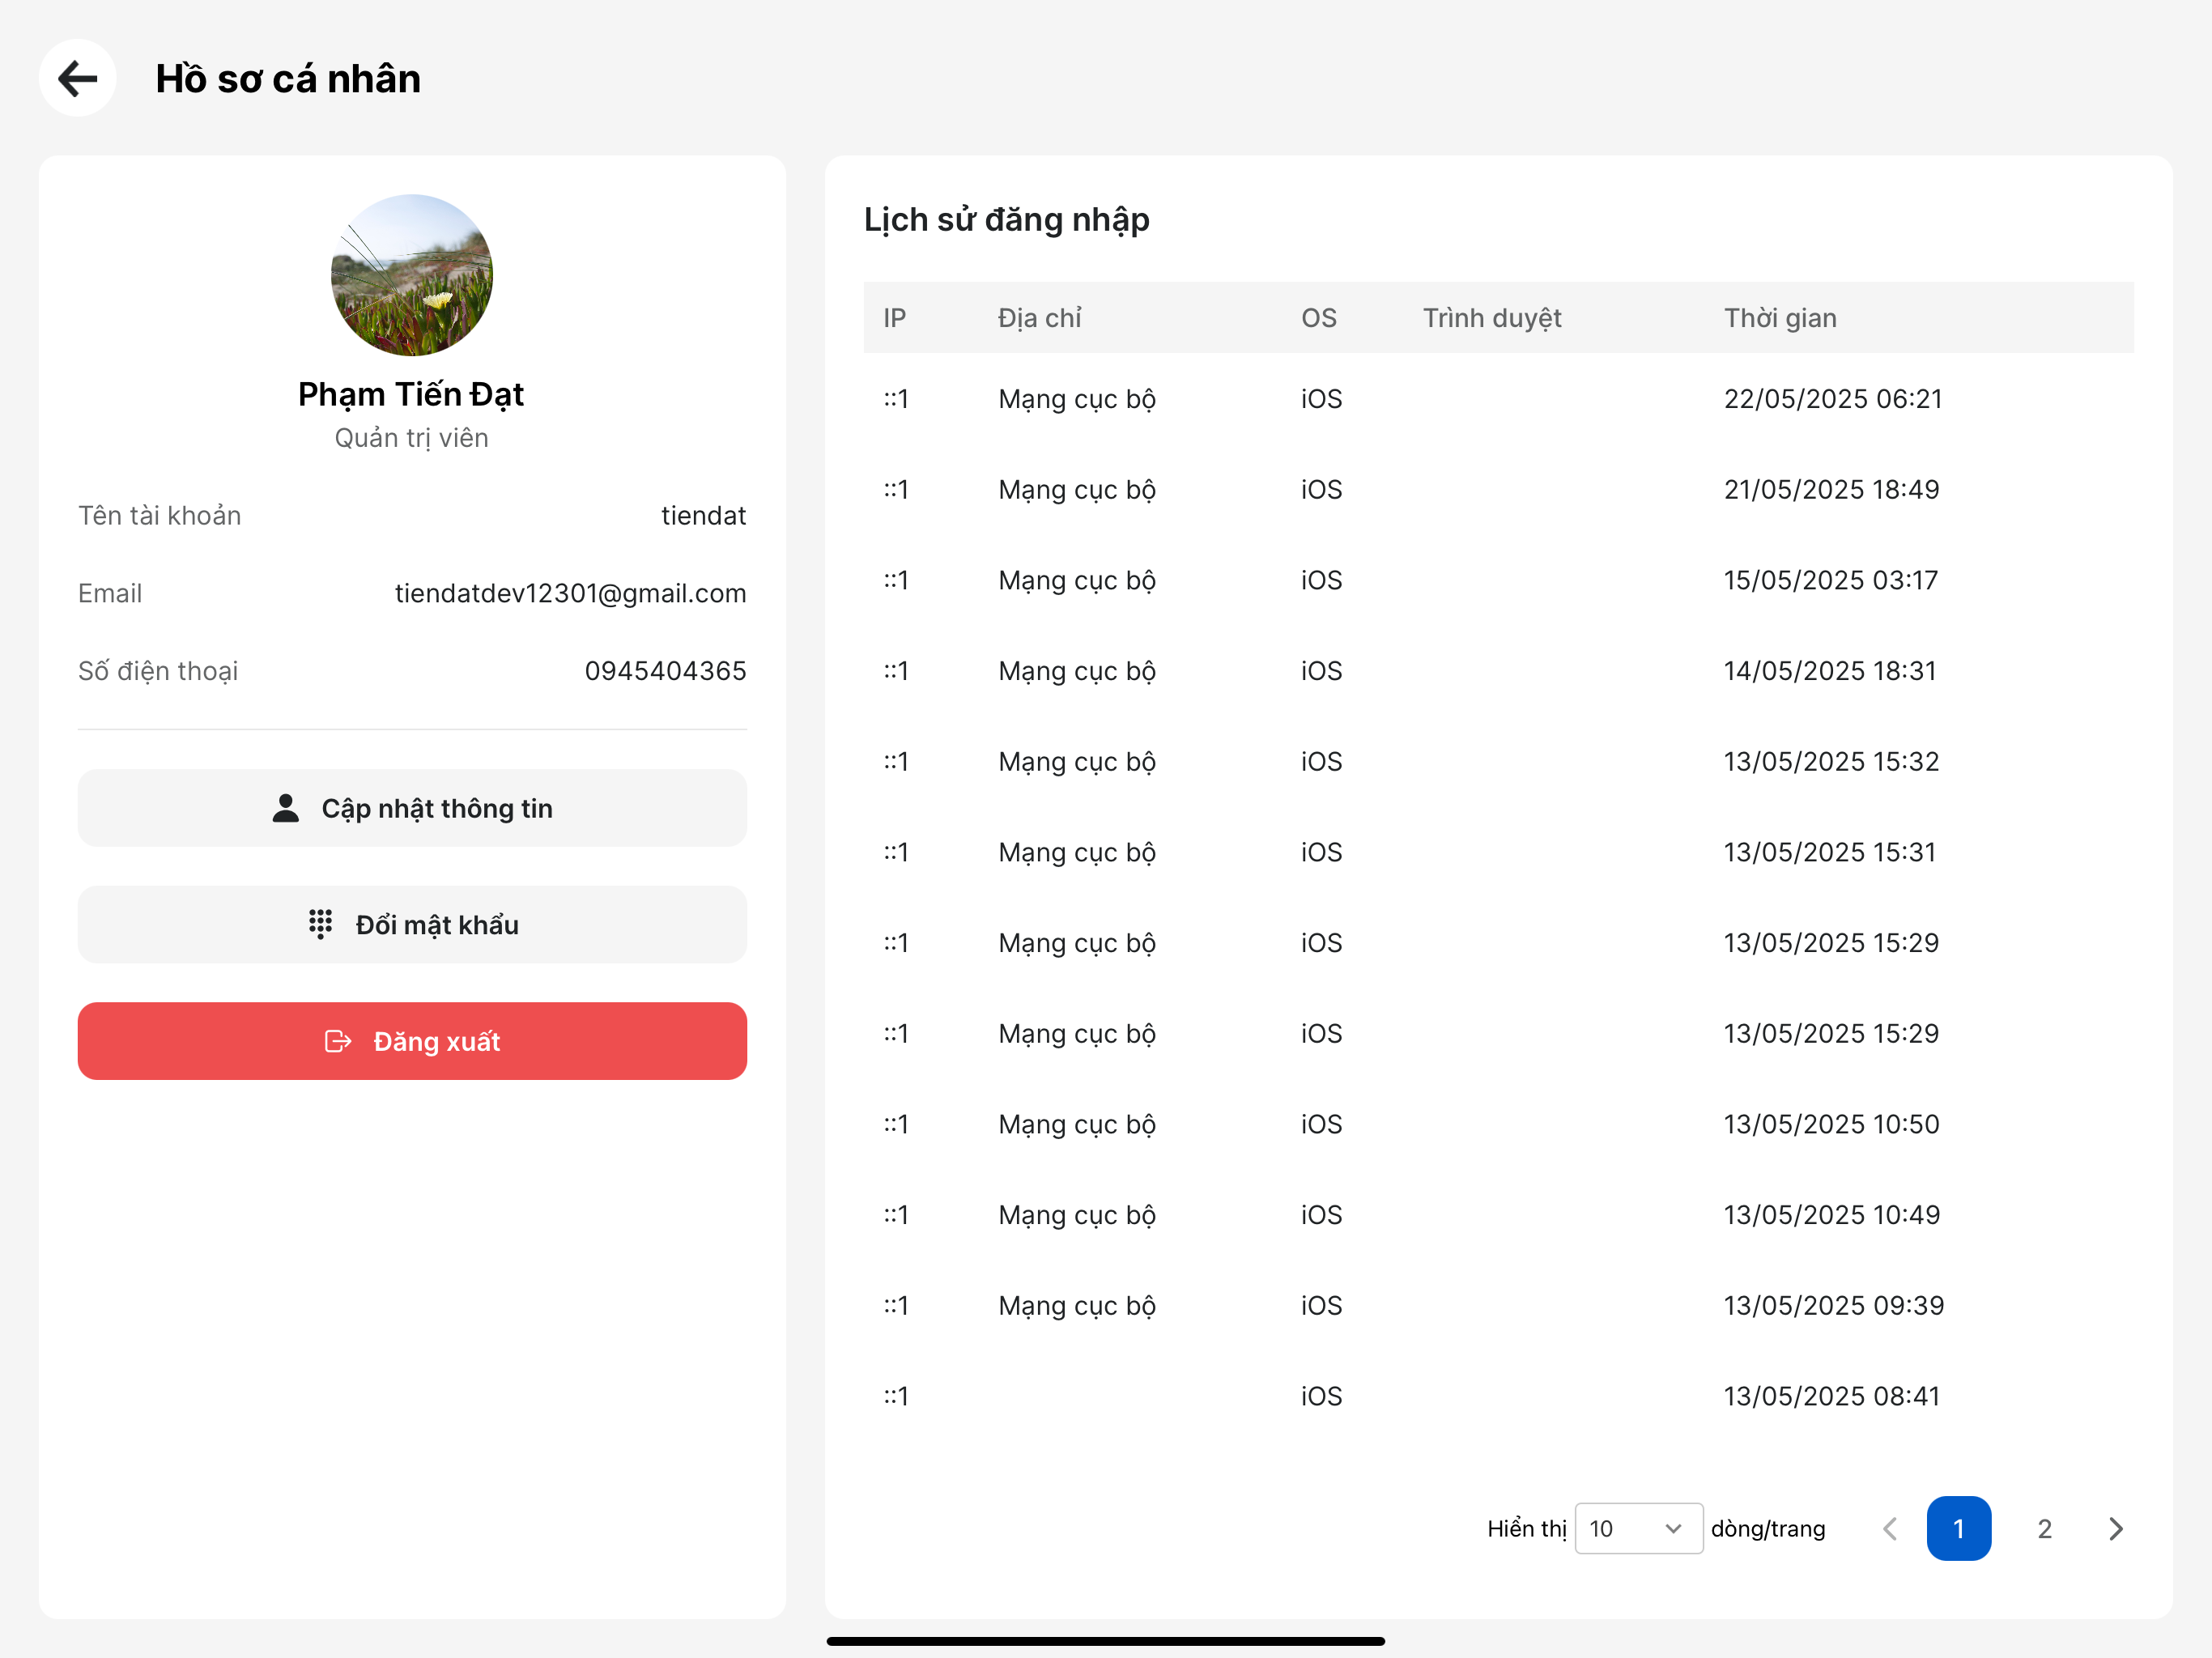 Hồ sơ cá nhân
Phạm Tiến Đạt
Quản trị viên
Tên tài khoản tiendat
Email tiendatdev12301@gmail.com
Số điện thoại 0945404365
Cập nhật thông tin
Đổi mật khẩu
Đăng xuất
Lịch sử đăng nhập
IP Địa chỉ OS Trình duyệt Thời gian
::1 Mạng cục bộ iOS 22/05/2025 06:21
::1 Mạng cục bộ iOS 21/05/2025 18:49
::1 Mạng cục bộ iOS 15/05/2025 03:17
::1 Mạng cục bộ iOS 14/05/2025 18:31
::1 Mạng cục bộ iOS 13/05/2025 15:32
::1 Mạng cục bộ iOS 13/05/2025 15:31
::1 Mạng cục bộ iOS 13/05/2025 15:29
::1 Mạng cục bộ iOS 13/05/2025 15:29
::1 Mạng cục bộ iOS 13/05/2025 10:50
::1 Mạng cục bộ iOS 13/05/2025 10:49
::1 Mạng cục bộ iOS 13/05/2025 09:39
::1 iOS 13/05/2025 08:41
Hiển thị 10 dòng/trang 1 2